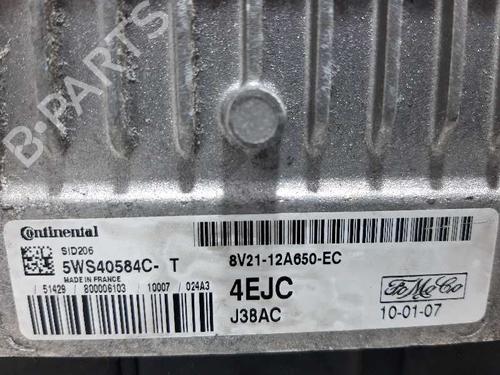 B-PARTS
Continental
SID206
5WS40584C- T
MADE IN FRANCE
51429 / 800008103 / 10007 / 024A3
8V21-12A650-EC
4EJC
J38AC
FoMoCo
10-01-07